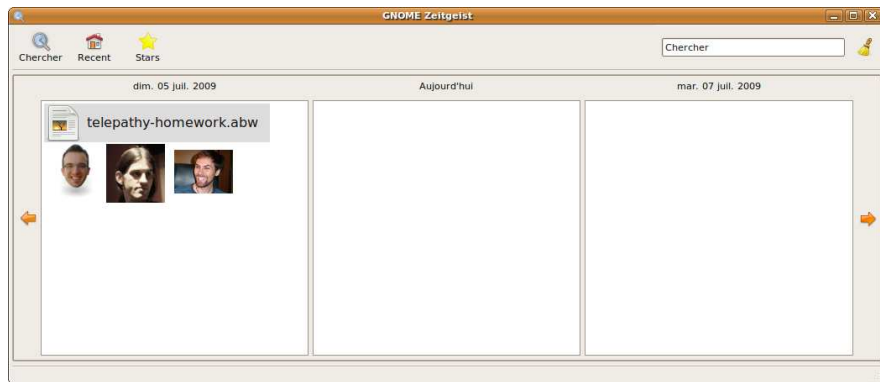 GNOME Zeitgeist
Chercher
Recent
Stars
Chercher
dim. 05 juil. 2009
Aujourd'hui
mar. 07 juil. 2009
telepathy-homework.abw